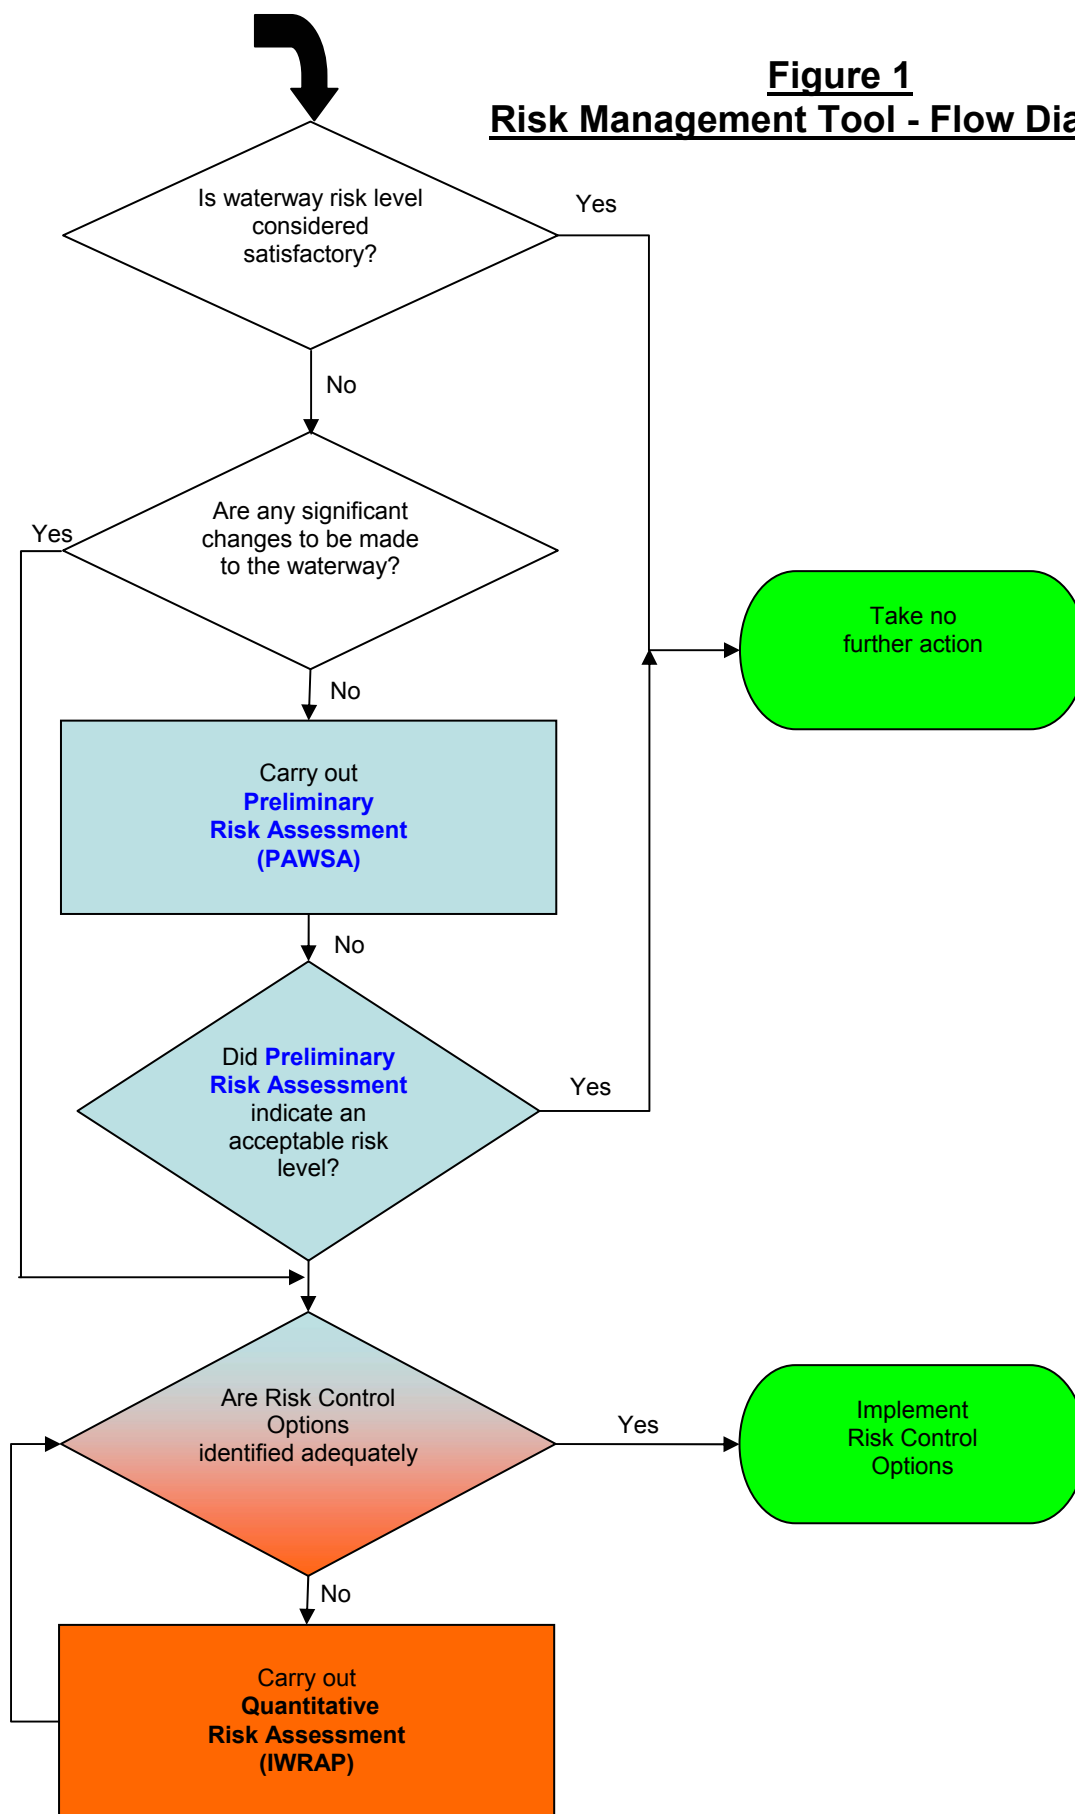 Figure 1
Risk Management Tool - Flow Dia
Is waterway risk level
considered
satisfactory?
Yes
No
Are any significant
changes to be made
to the waterway?
Yes
Take no
further action
No
Carry out
Preliminary
Risk Assessment
(PAWSA)
No
Did Preliminary
Risk Assessment
indicate an
acceptable risk
level?
Yes
Are Risk Control
Options
identified adequately
Yes
Implement
Risk Control
Options
No
Carry out
Quantitative
Risk Assessment
(IWRAP)